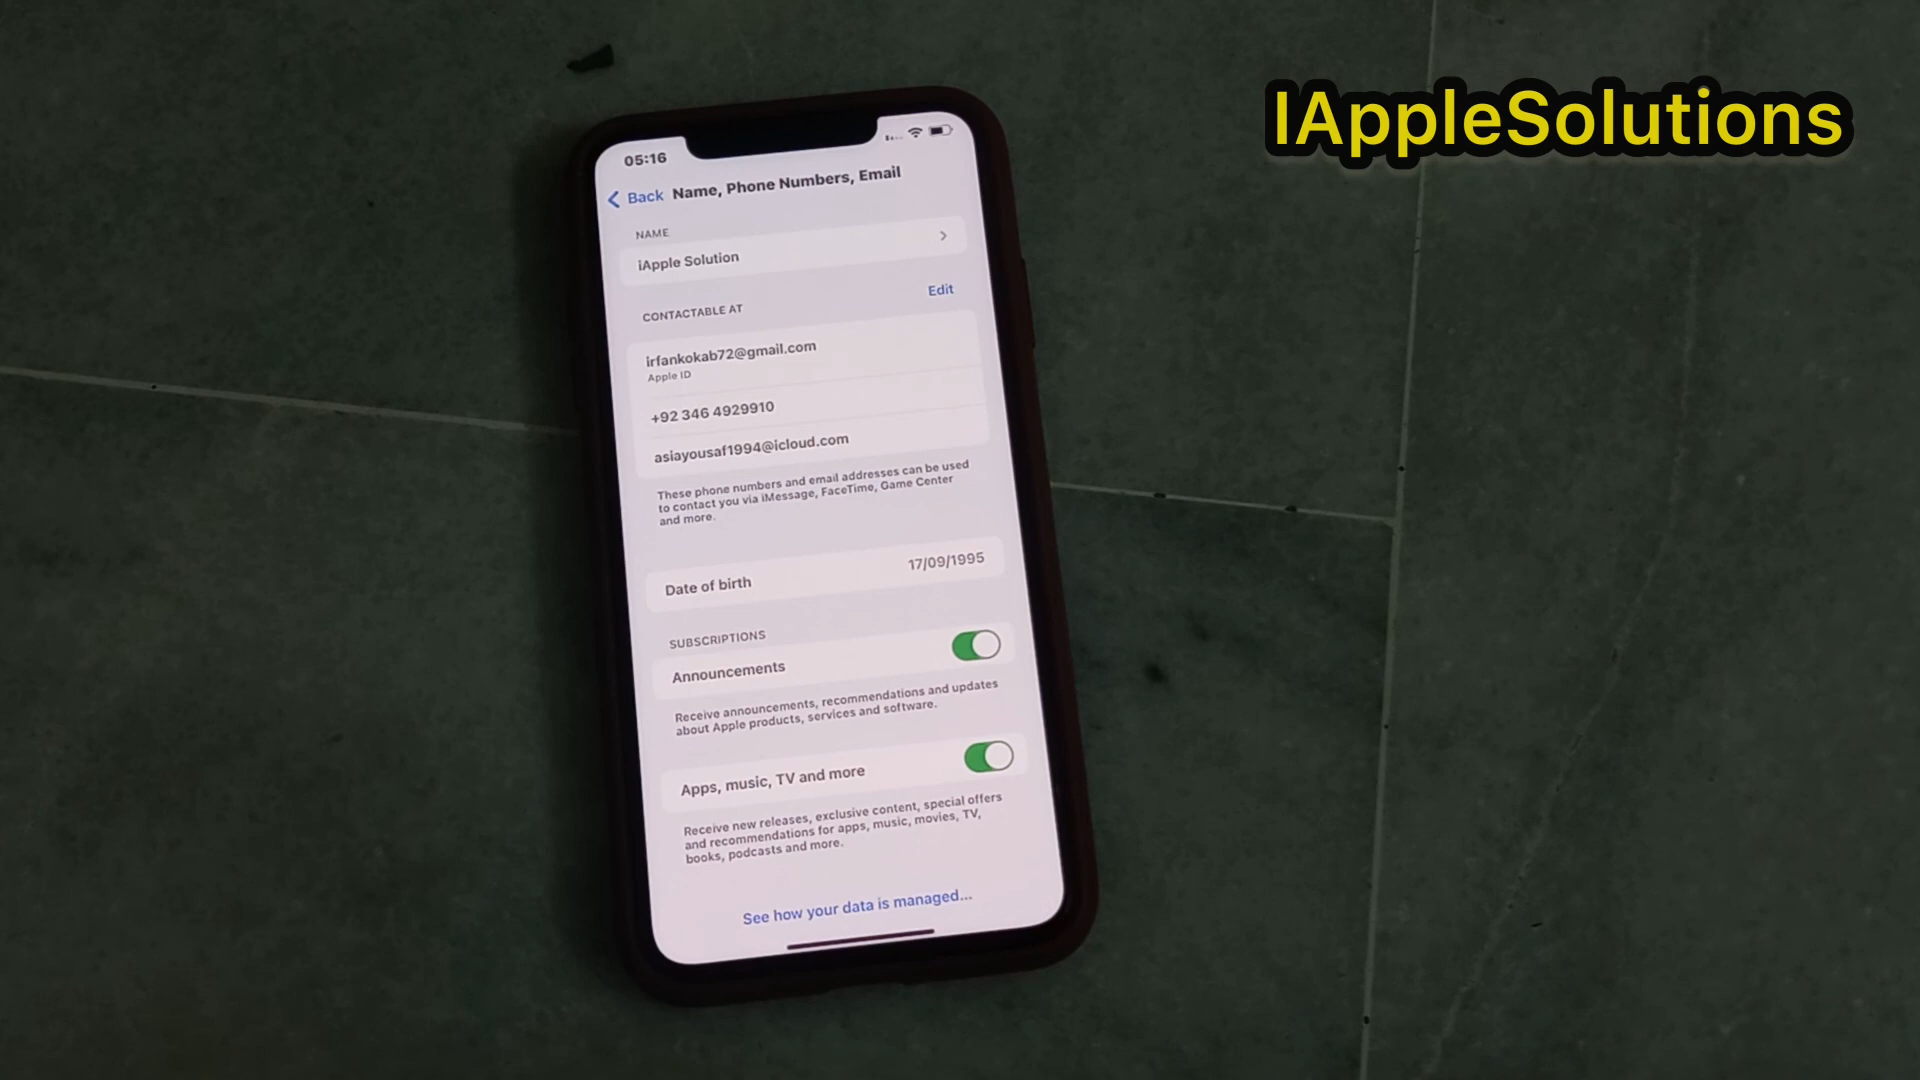 IAppleSolutions
05:16
Back Name, Phone Numbers, Email
NAME
iApple Solution
CONTACTABLE AT Edit
irfankokab72@gmail.com
Apple ID
+92 346 4929910
asiayousaf1994@icloud.com
These phone numbers and email addresses can be used
to contact you via iMessage, FaceTime, Game Center
and more.
Date of birth 17/09/1995
SUBSCRIPTIONS
Announcements
Receive announcements, recommendations and updates
about Apple products, services and software.
Apps, music, TV and more
Receive new releases, exclusive content, special offers
and recommendations for apps, music, movies, TV,
books, podcasts and more.
See how your data is managed...